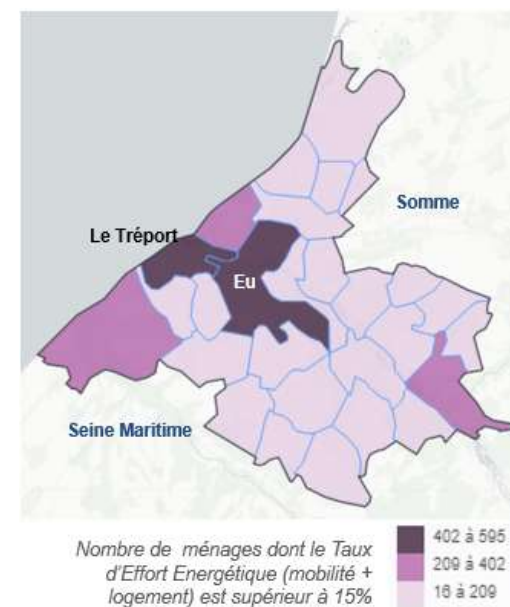 Somme
Le Tréport
Eu
Seine Maritime
Nombre de ménages dont le Taux
d'Effort Energétique (mobilité +
logement) est supérieur à 15%
402 à 595
209 à 402
16 à 209